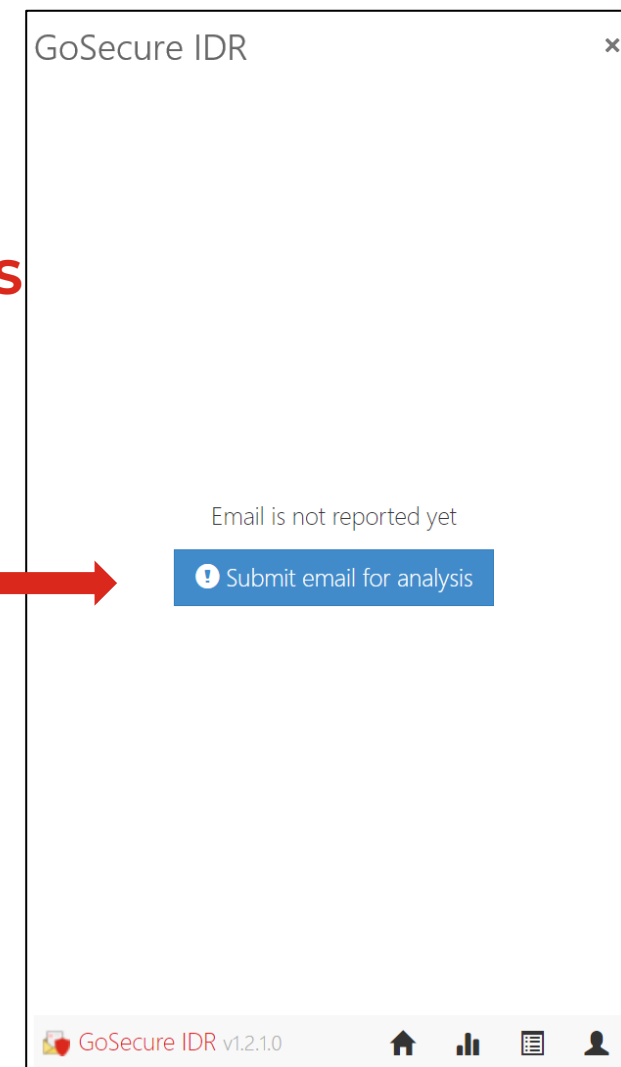 GoSecure IDR ×
s
Email is not reported yet
Submit email for analysis
GoSecure IDR v1.2.1.0